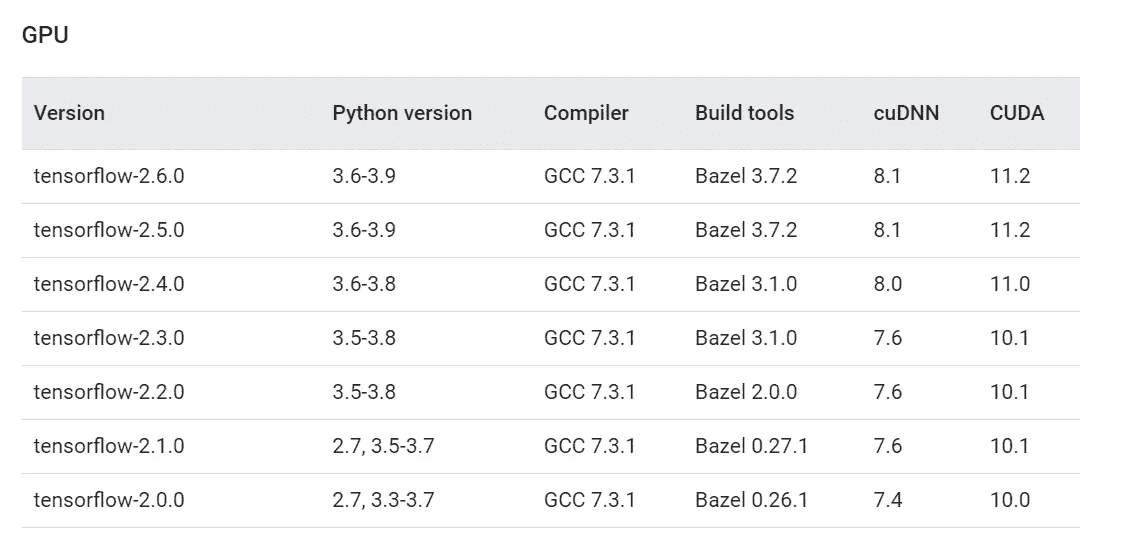 GPU
Version Python version Compiler Build tools cuDNN CUDA
tensorflow-2.6.0 3.6-3.9 GCC 7.3.1 Bazel 3.7.2 8.1 11.2
tensorflow-2.5.0 3.6-3.9 GCC 7.3.1 Bazel 3.7.2 8.1 11.2
tensorflow-2.4.0 3.6-3.8 GCC 7.3.1 Bazel 3.1.0 8.0 11.0
tensorflow-2.3.0 3.5-3.8 GCC 7.3.1 Bazel 3.1.0 7.6 10.1
tensorflow-2.2.0 3.5-3.8 GCC 7.3.1 Bazel 2.0.0 7.6 10.1
tensorflow-2.1.0 2.7, 3.5-3.7 GCC 7.3.1 Bazel 0.27.1 7.6 10.1
tensorflow-2.0.0 2.7, 3.3-3.7 GCC 7.3.1 Bazel 0.26.1 7.4 10.0